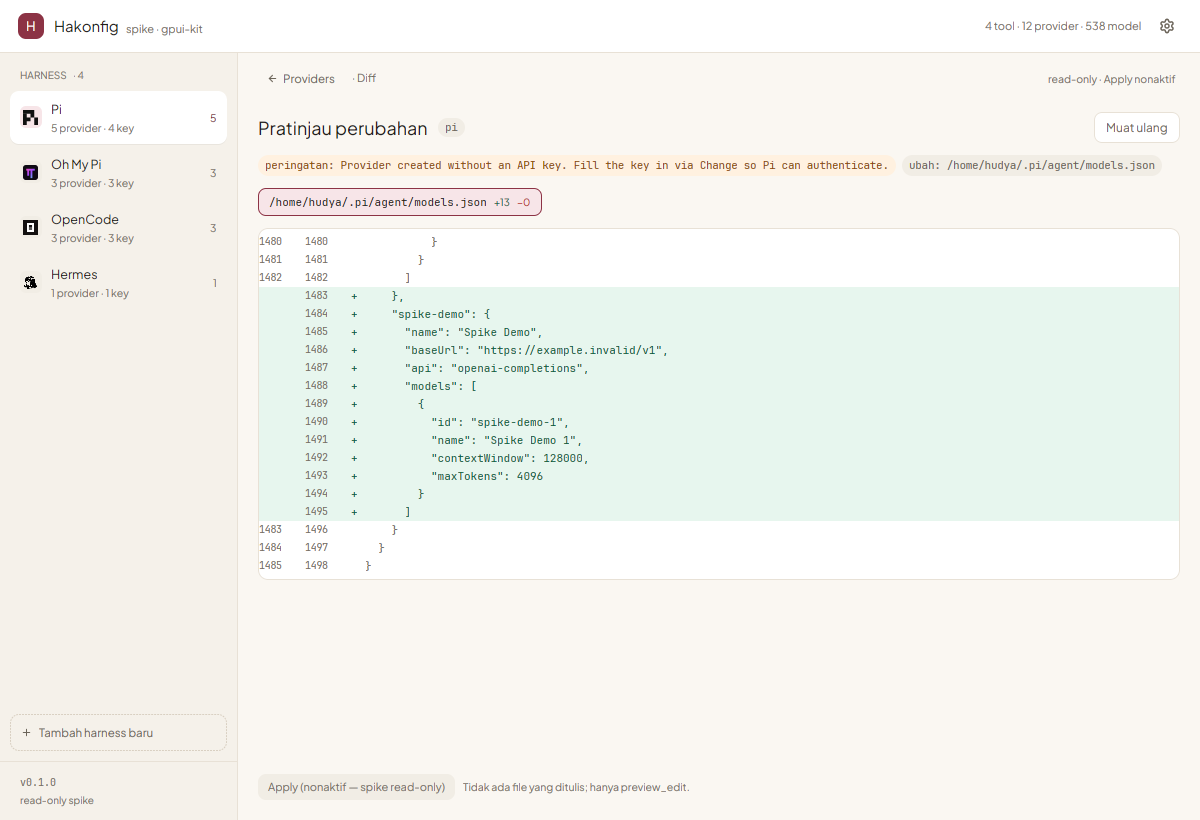 H Hakonfig spike · gpui-kit
4 tool · 12 provider · 538 model
HARNESS · 4
Pi
5 provider · 4 key
5
Oh My Pi
3 provider · 3 key
3
OpenCode
3 provider · 3 key
3
Hermes
1 provider · 1 key
1
+ Tambah harness baru
v0.1.0
read-only spike
← Providers · Diff
read-only · Apply nonaktif
Pratinjau perubahan pi
Muat ulang
peringatan: Provider created without an API key. Fill the key in via Change so Pi can authenticate.
ubah: /home/hudya/.pi/agent/models.json
/home/hudya/.pi/agent/models.json +13 −0
1480 1480 }
1481 1481 }
1482 1482 ]
1483 + },
1484 + "spike-demo": {
1485 + "name": "Spike Demo",
1486 + "baseUrl": "https://example.invalid/v1",
1487 + "api": "openai-completions",
1488 + "models": [
1489 + {
1490 + "id": "spike-demo-1",
1491 + "name": "Spike Demo 1",
1492 + "contextWindow": 128000,
1493 + "maxTokens": 4096
1494 + }
1495 + ]
1483 1496 }
1484 1497 }
1485 1498 }
Apply (nonaktif — spike read-only)
Tidak ada file yang ditulis; hanya preview_edit.